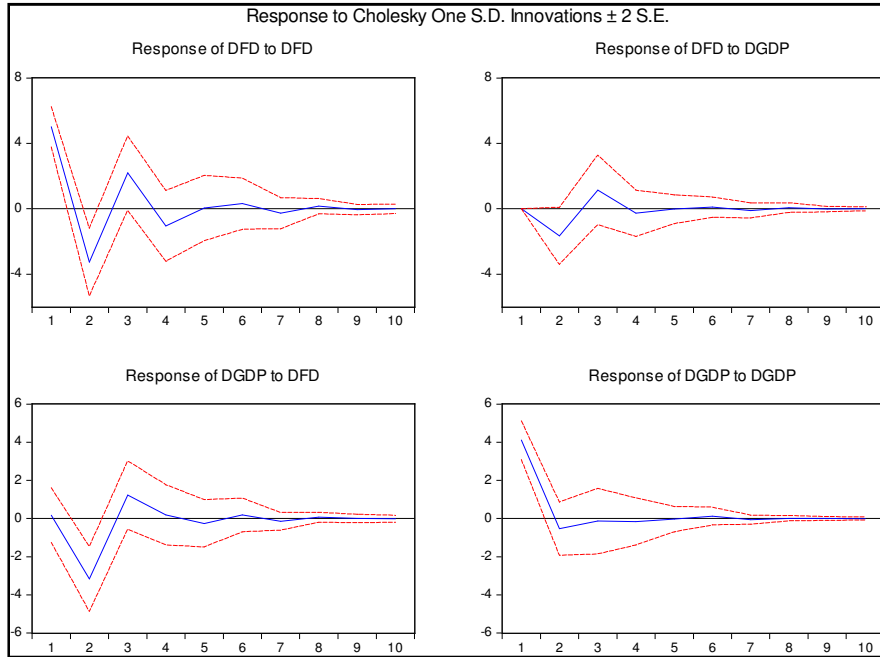 Response to Cholesky One S.D. Innovations ± 2 S.E.
Response of DFD to DFD
8
4
0
-4
1 2 3 4 5 6 7 8 9 10
Response of DFD to DGDP
8
4
0
-4
1 2 3 4 5 6 7 8 9 10
Response of DGDP to DFD
6
4
2
0
-2
-4
-6
1 2 3 4 5 6 7 8 9 10
Response of DGDP to DGDP
6
4
2
0
-2
-4
-6
1 2 3 4 5 6 7 8 9 10